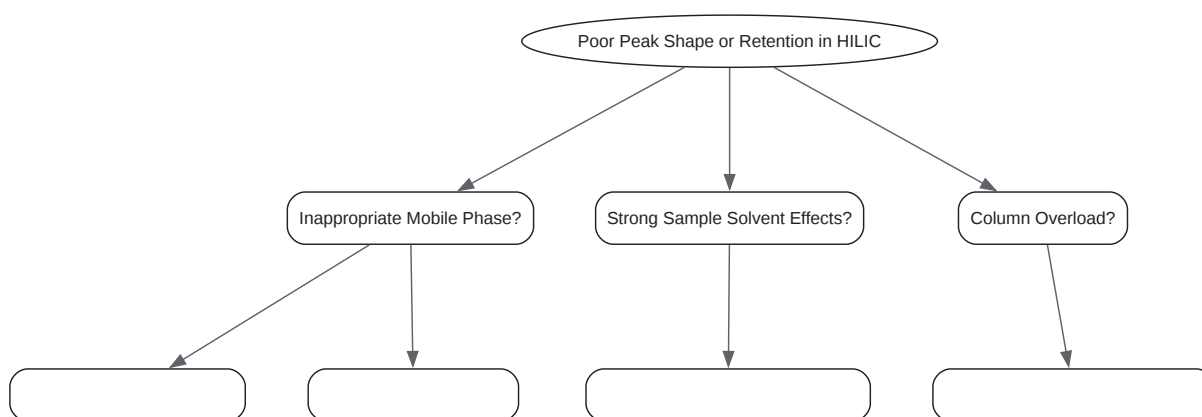 Poor Peak Shape or Retention in HILIC
Inappropriate Mobile Phase?
Strong Sample Solvent Effects?
Column Overload?